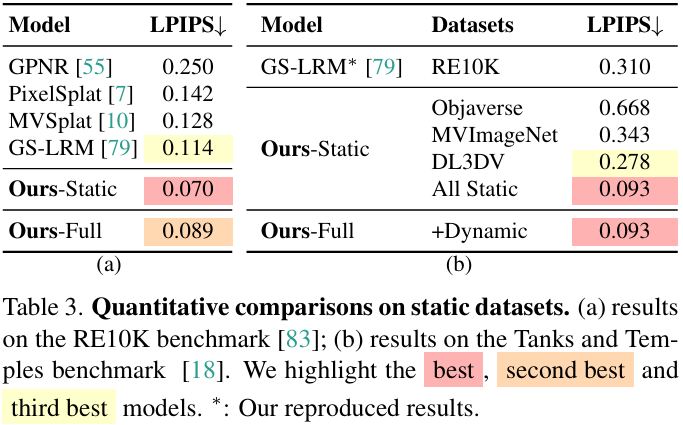 Model LPIPS↓
GPNR [55] 0.250
PixelSplat [7] 0.142
MVSplat [10] 0.128
GS-LRM [79] 0.114
Ours-Static 0.070
Ours-Full 0.089
(a)
Model Datasets LPIPS↓
GS-LRM* [79] RE10K 0.310
Objaverse 0.668
MVImageNet 0.343
Ours-Static
DL3DV 0.278
All Static 0.093
Ours-Full +Dynamic 0.093
(b)
Table 3. Quantitative comparisons on static datasets. (a) results
on the RE10K benchmark [83]; (b) results on the Tanks and Tem-
ples benchmark [18]. We highlight the best , second best and
third best models. *: Our reproduced results.